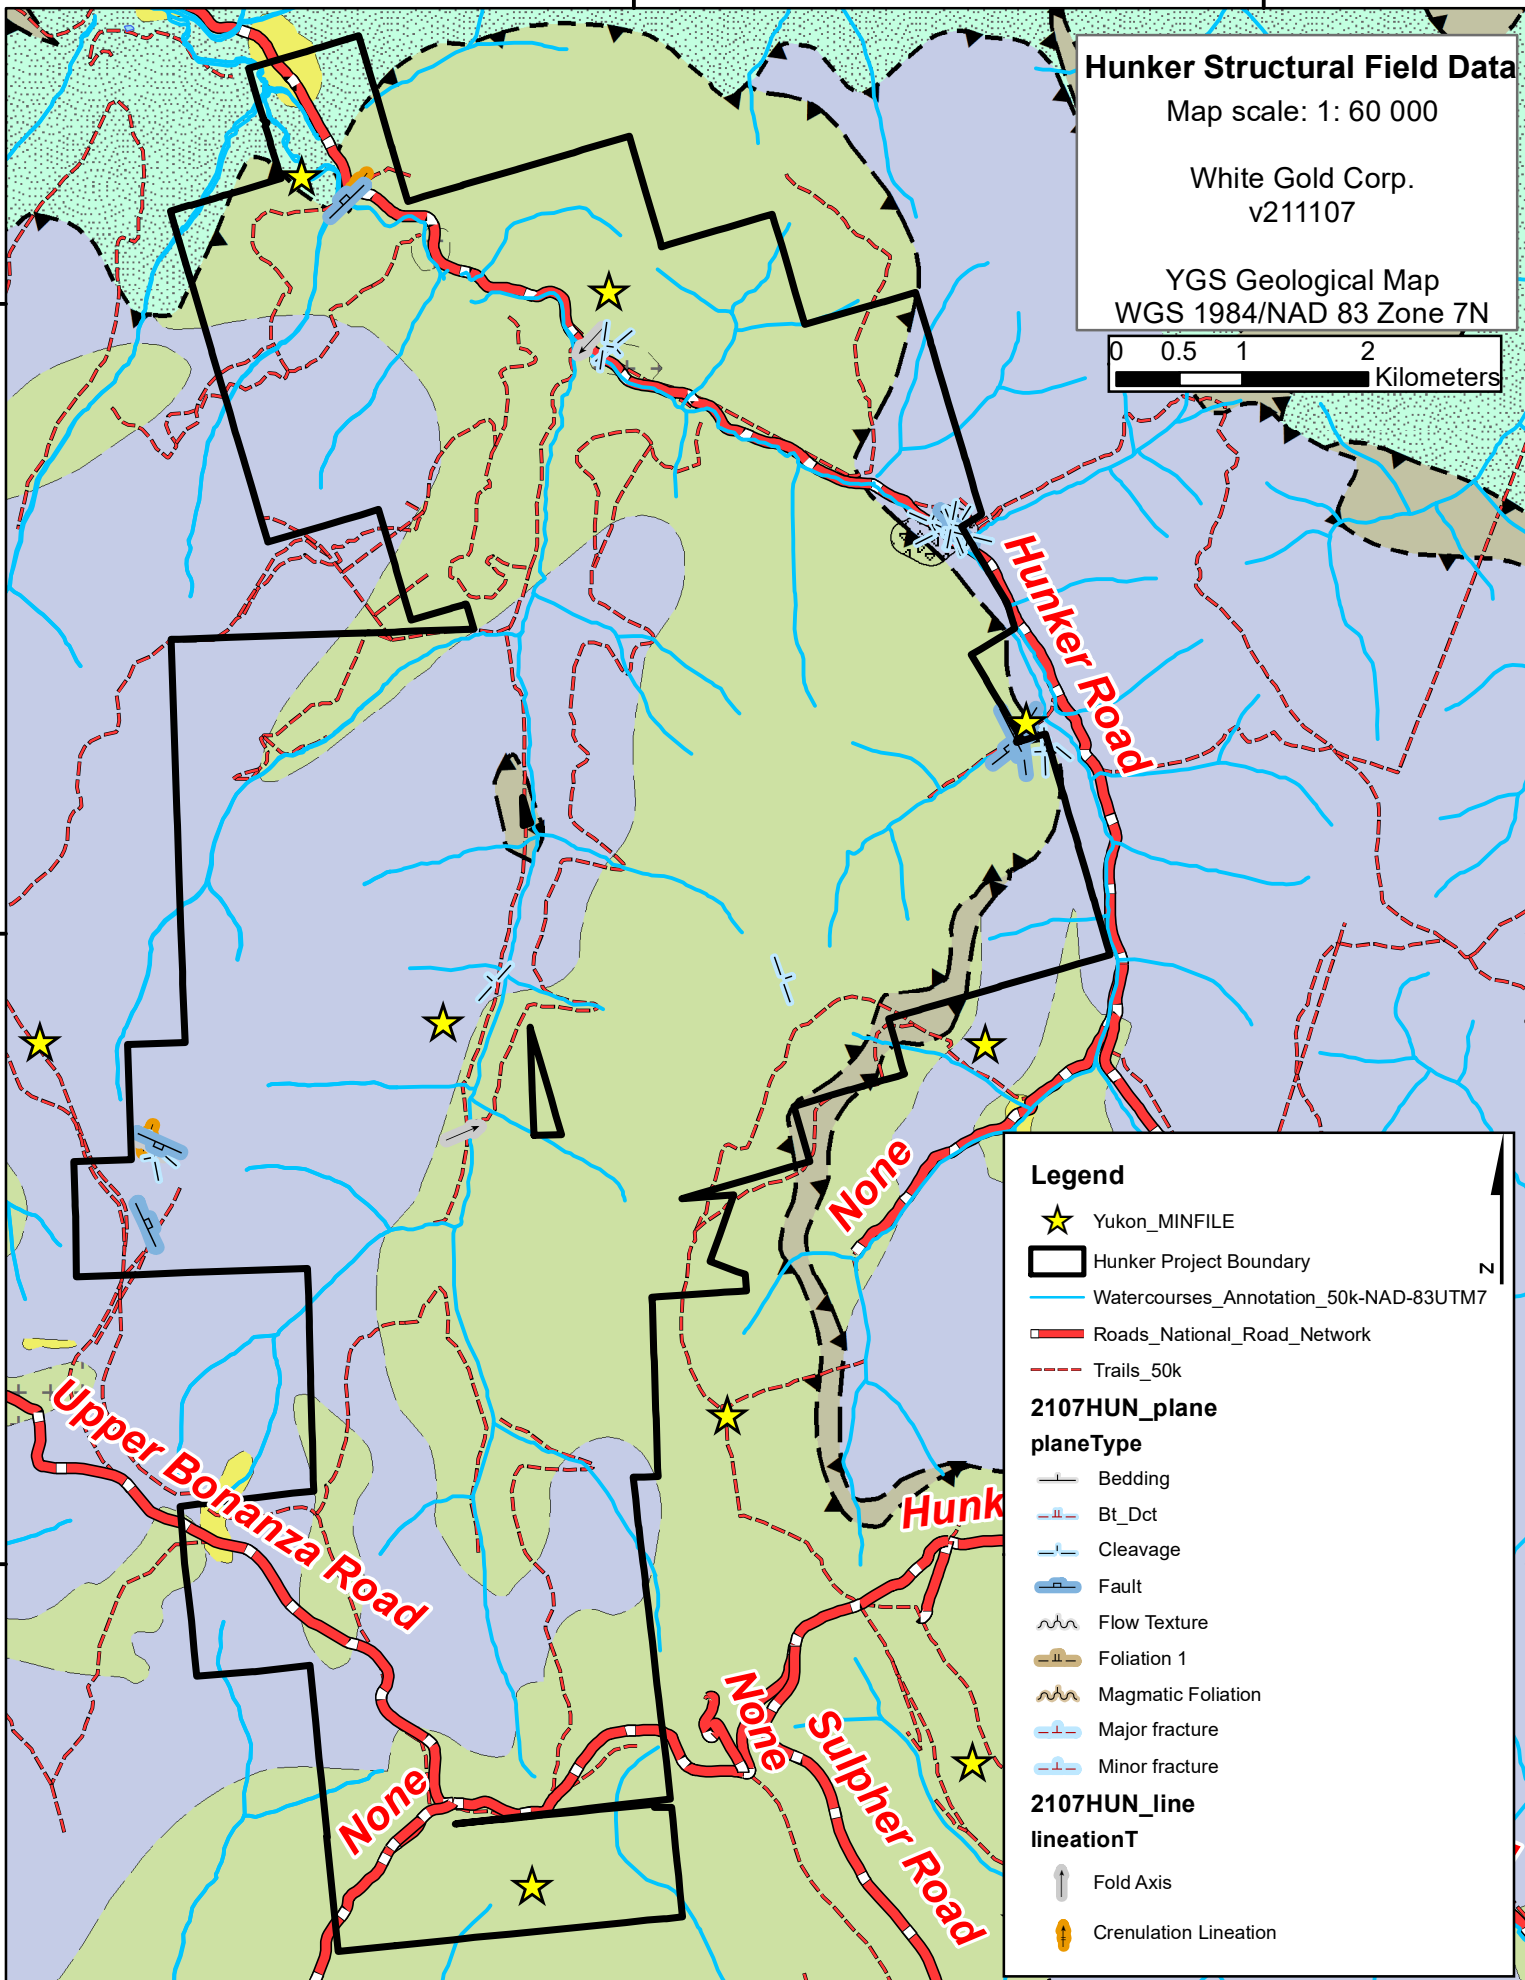 Hunker Structural Field Data
Map scale: 1: 60 000
White Gold Corp.
v211107
YGS Geological Map
WGS 1984/NAD 83 Zone 7N
0 0.5 1 2
Kilometers
Hunker Road
None
Upper Bonanza Road
Hunk
None
Sulpher Road
None
Legend
Yukon_MINFILE
Hunker Project Boundary
N
Watercourses_Annotation_50k-NAD-83UTM7
Roads_National_Road_Network
Trails_50k
2107HUN_plane
planeType
Bedding
Bt_Dct
Cleavage
Fault
Flow Texture
Foliation 1
Magmatic Foliation
Major fracture
Minor fracture
2107HUN_line
lineationT
Fold Axis
Crenulation Lineation